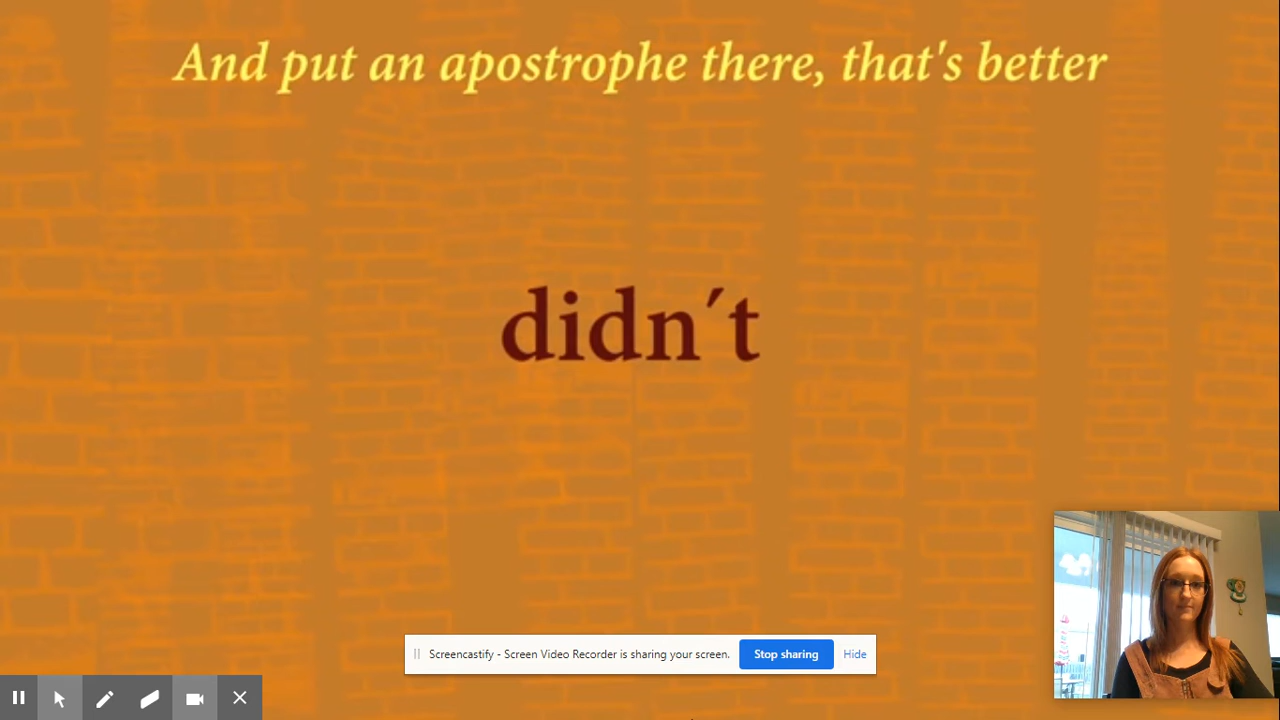 And put an apostrophe there, that's better
didn´t
Screencastify - Screen Video Recorder is sharing your screen. Stop sharing Hide